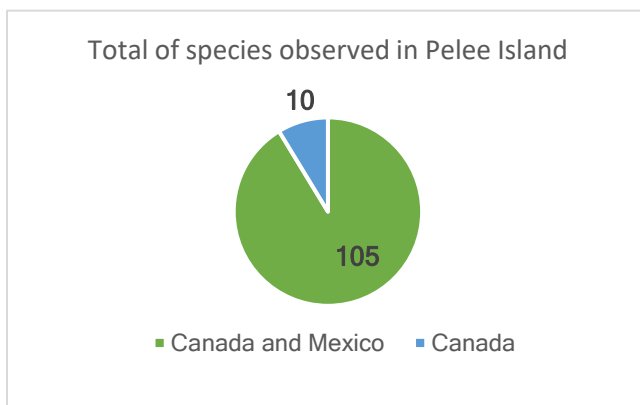 Total of species observed in Pelee Island
10
105
Canada and Mexico Canada